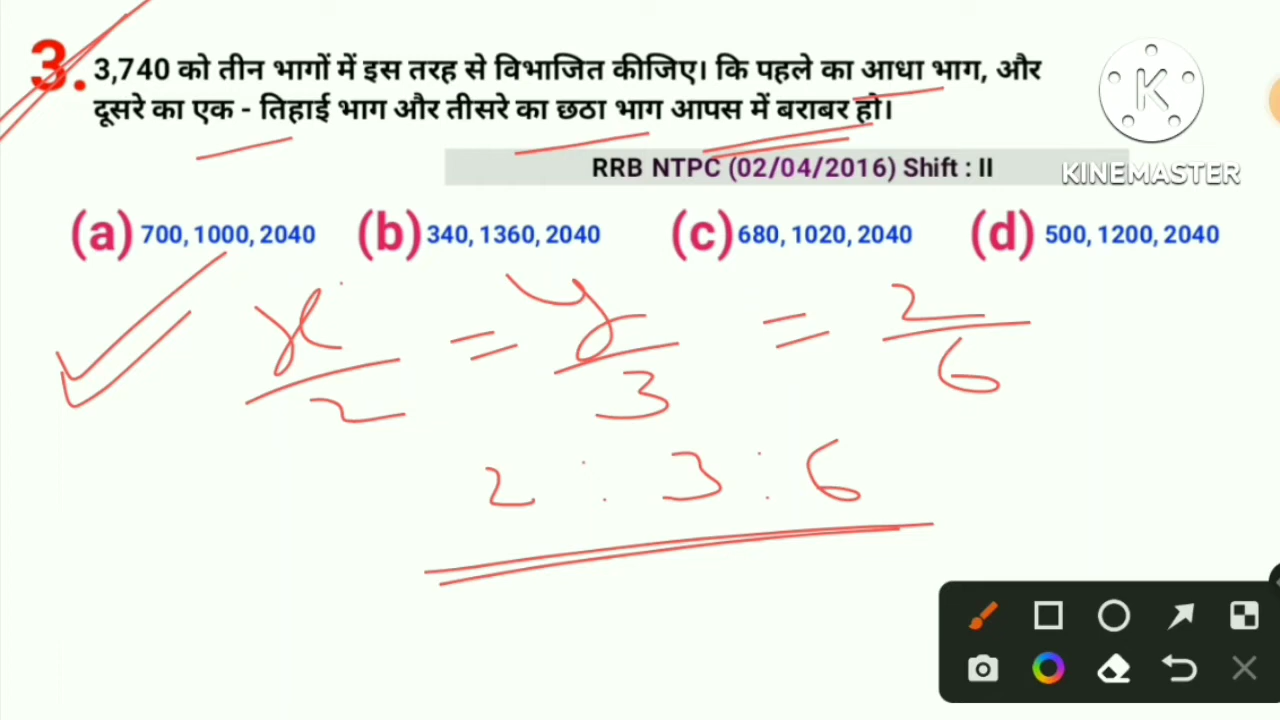 3. 3,740 को तीन भागों में इस तरह से विभाजित कीजिए। कि पहले का आधा भाग, और
दूसरे का एक - तिहाई भाग और तीसरे का छठा भाग आपस में बराबर हो।
K
KINEMASTER
RRB NTPC (02/04/2016) Shift : II
(a) 700, 1000, 2040 (b) 340, 1360, 2040 (c) 680, 1020, 2040 (d) 500, 1200, 2040
x/2 = y/3 = z/6
2 : 3 : 6